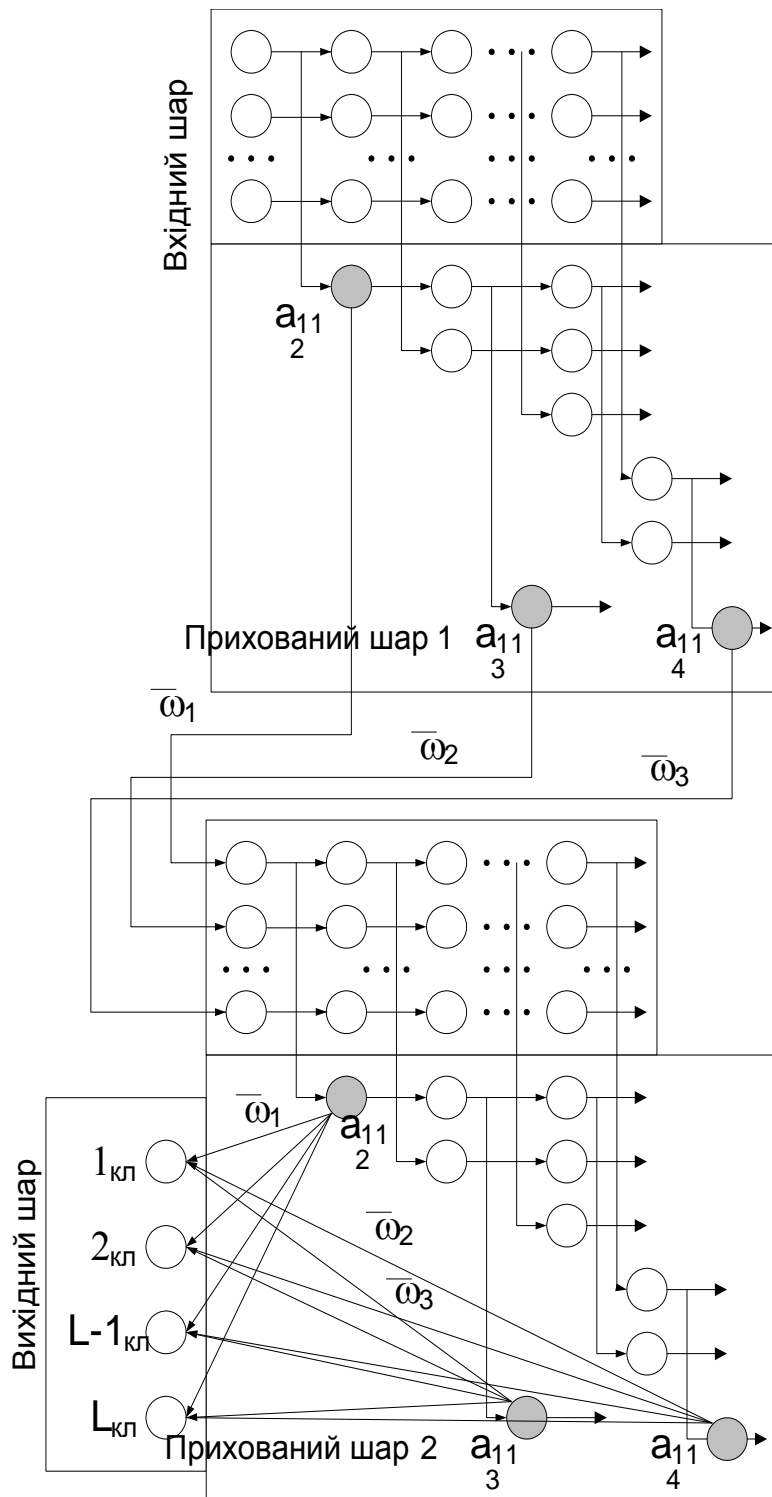 Вхідний шар
a11
2
Прихований шар 1
a11
3
a11
4
ω1
ω2
ω3
Вихідний шар
ω1
a11
2
1кл
ω2
2кл
ω3
L-1кл
Lкл
Прихований шар 2
a11
3
a11
4